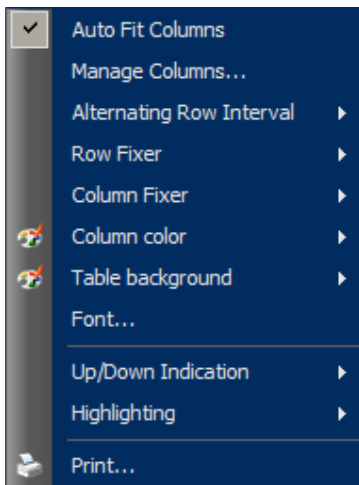 Auto Fit Columns
Manage Columns...
Alternating Row Interval
Row Fixer
Column Fixer
Column color
Table background
Font...
Up/Down Indication
Highlighting
Print...